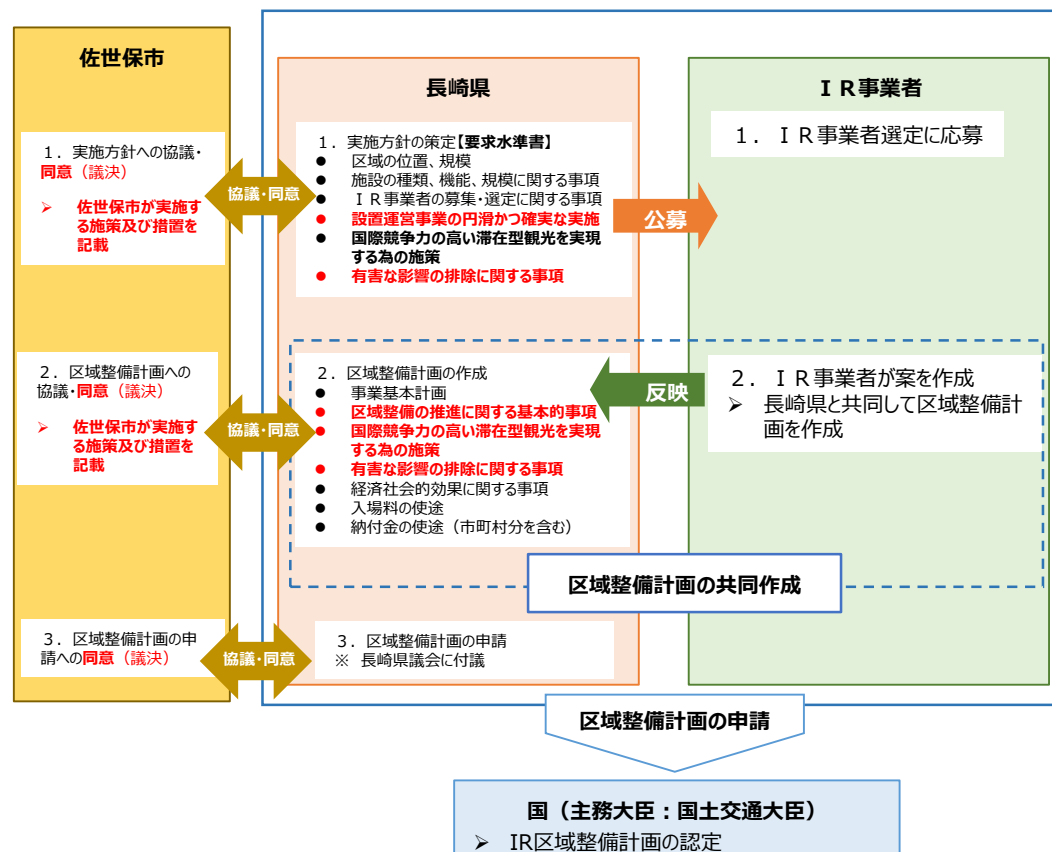 佐世保市
1．実施方針への協議・
同意（議決）
➢ 佐世保市が実施す
る施策及び措置を
記載
2．区域整備計画への
協議・同意（議決）
➢ 佐世保市が実施す
る施策及び措置を
記載
3．区域整備計画の申
請への同意（議決）
協議・同意
協議・同意
協議・同意
長崎県
1．実施方針の策定【要求水準書】
● 区域の位置、規模
● 施設の種類、機能、規模に関する事項
● ＩＲ事業者の募集・選定に関する事項
● 設置運営事業の円滑かつ確実な実施
● 国際競争力の高い滞在型観光を実現
する為の施策
● 有害な影響の排除に関する事項
2．区域整備計画の作成
● 事業基本計画
● 区域整備の推進に関する基本的事項
● 国際競争力の高い滞在型観光を実現
する為の施策
● 有害な影響の排除に関する事項
● 経済社会的効果に関する事項
● 入場料の使途
● 納付金の使途（市町村分を含む）
3．区域整備計画の申請
※ 長崎県議会に付議
公募
反映
ＩＲ事業者
1．ＩＲ事業者選定に応募
2．ＩＲ事業者が案を作成
➢ 長崎県と共同して区域整備計
画を作成
区域整備計画の共同作成
区域整備計画の申請
国（主務大臣：国土交通大臣）
➢ IR区域整備計画の認定